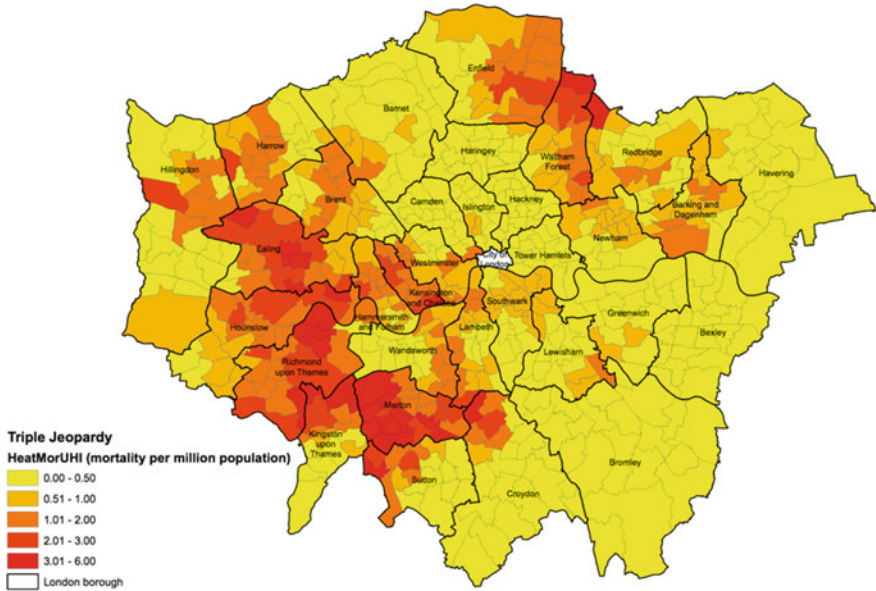 Enfield
Barnet
Harrow
Haringey
Waltham
Forest
Redbridge
Hillingdon
Havering
Brent
Camden
Islington
Hackney
Barking and
Dagenham
Newham
Ealing
Westminster
City of
London
Tower Hamlets
Kensington
and Chelsea
Southwark
Hounslow
Hammersmith
and Fulham
Lambeth
Greenwich
Bexley
Wandsworth
Lewisham
Richmond
upon Thames
Merton
Kingston
upon
Thames
Sutton
Croydon
Bromley
Triple Jeopardy
HeatMorUHI (mortality per million population)
0.00 - 0.50
0.51 - 1.00
1.01 - 2.00
2.01 - 3.00
3.01 - 6.00
London borough